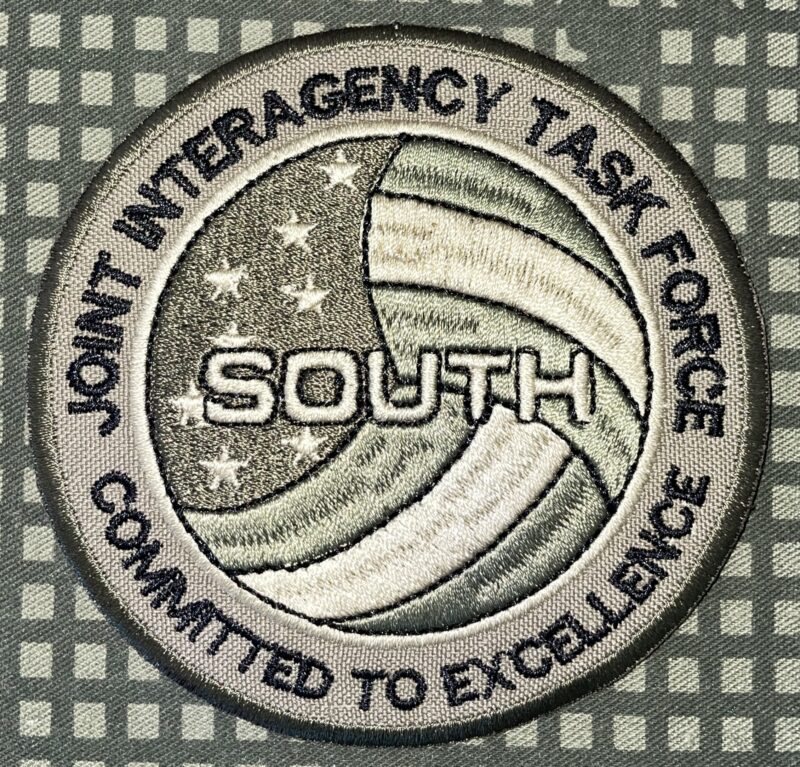 JOINT INTERAGENCY TASK FORCE
SOUTH
COMMITTED TO EXCELLENCE